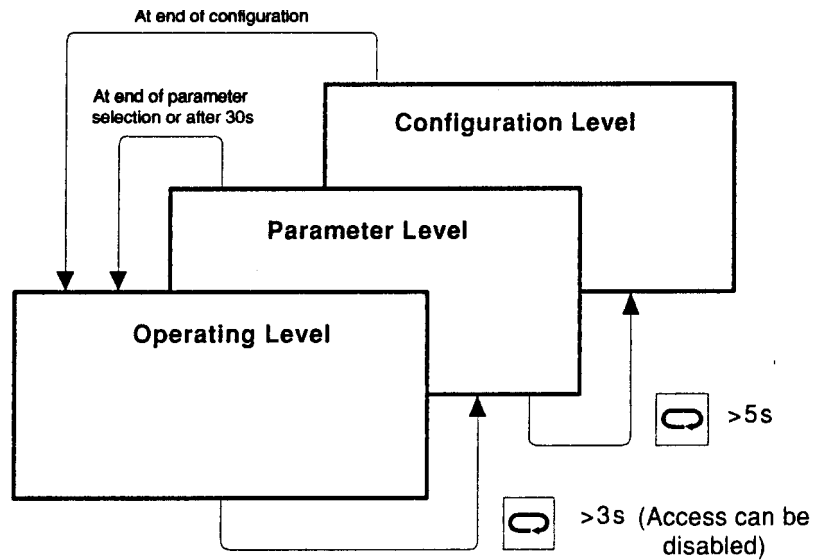 At end of configuration
At end of parameter
selection or after 30s
Configuration Level
Parameter Level
Operating Level
>5s
>3s (Access can be
disabled)